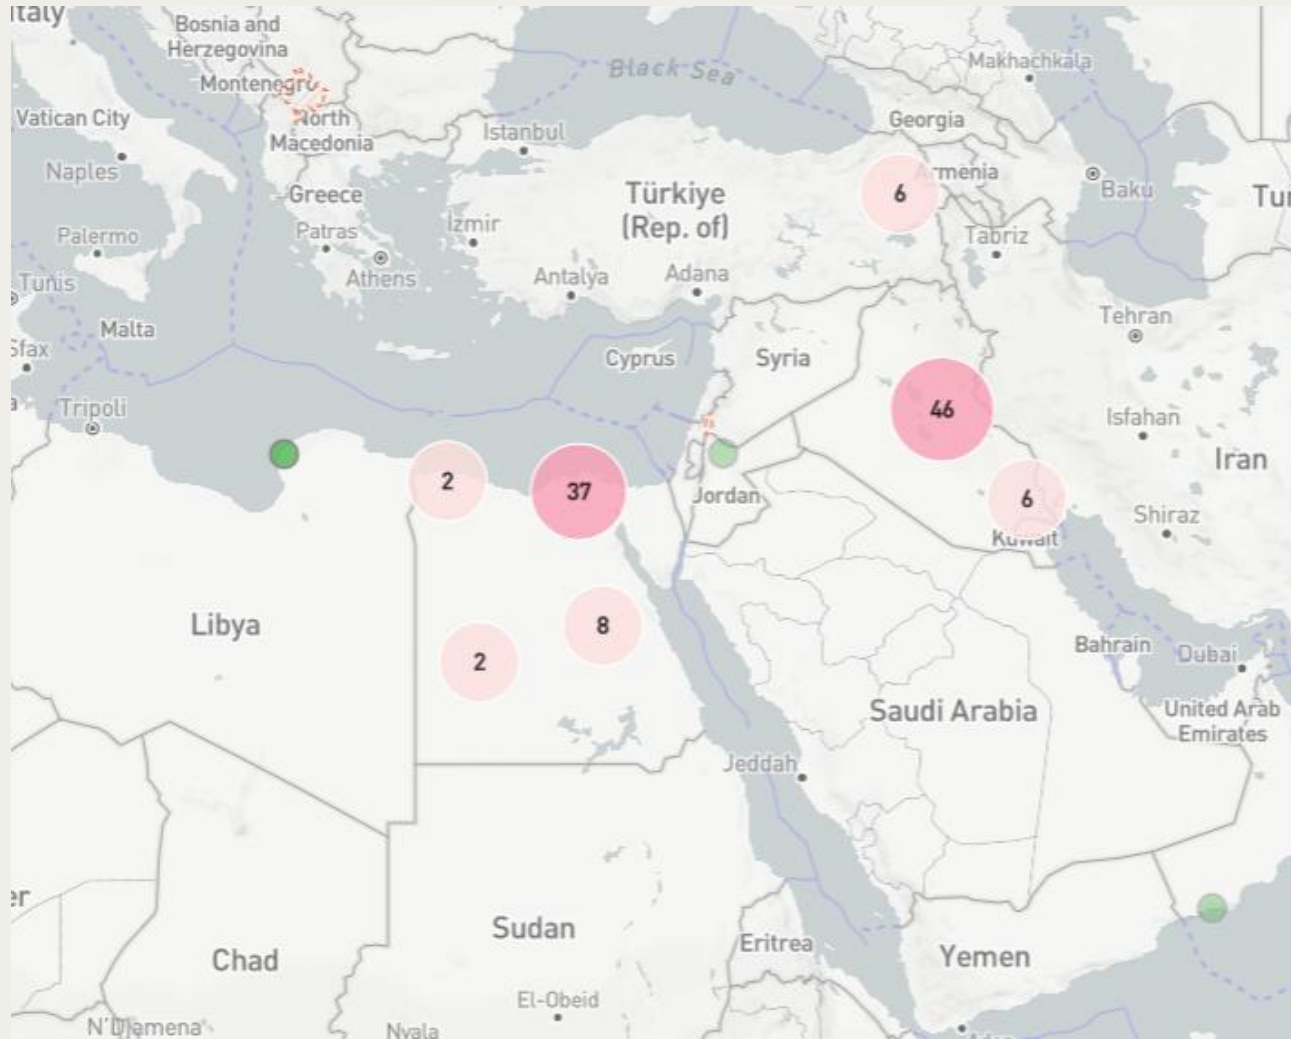 Italy
Bosnia and
Herzegovina
Black Sea
Makhachkala
Montenegro
Vatican City
North
Macedonia
Istanbul
Georgia
Naples
Armenia
Baku
Greece
Türkiye
(Rep. of)
6
Palermo
Patras
Izmir
Tabriz
Tunis
Athens
Antalya
Adana
Malta
Tehran
Sfax
Cyprus
Syria
Tripoli
46
Isfahan
Iran
2
37
Jordan
6
Shiraz
Kuwait
Libya
8
2
Bahrain
Dubai
Saudi Arabia
United Arab
Emirates
Jeddah
er
Sudan
Eritrea
Yemen
Chad
El-Obeid
N'Djamena
Nyala